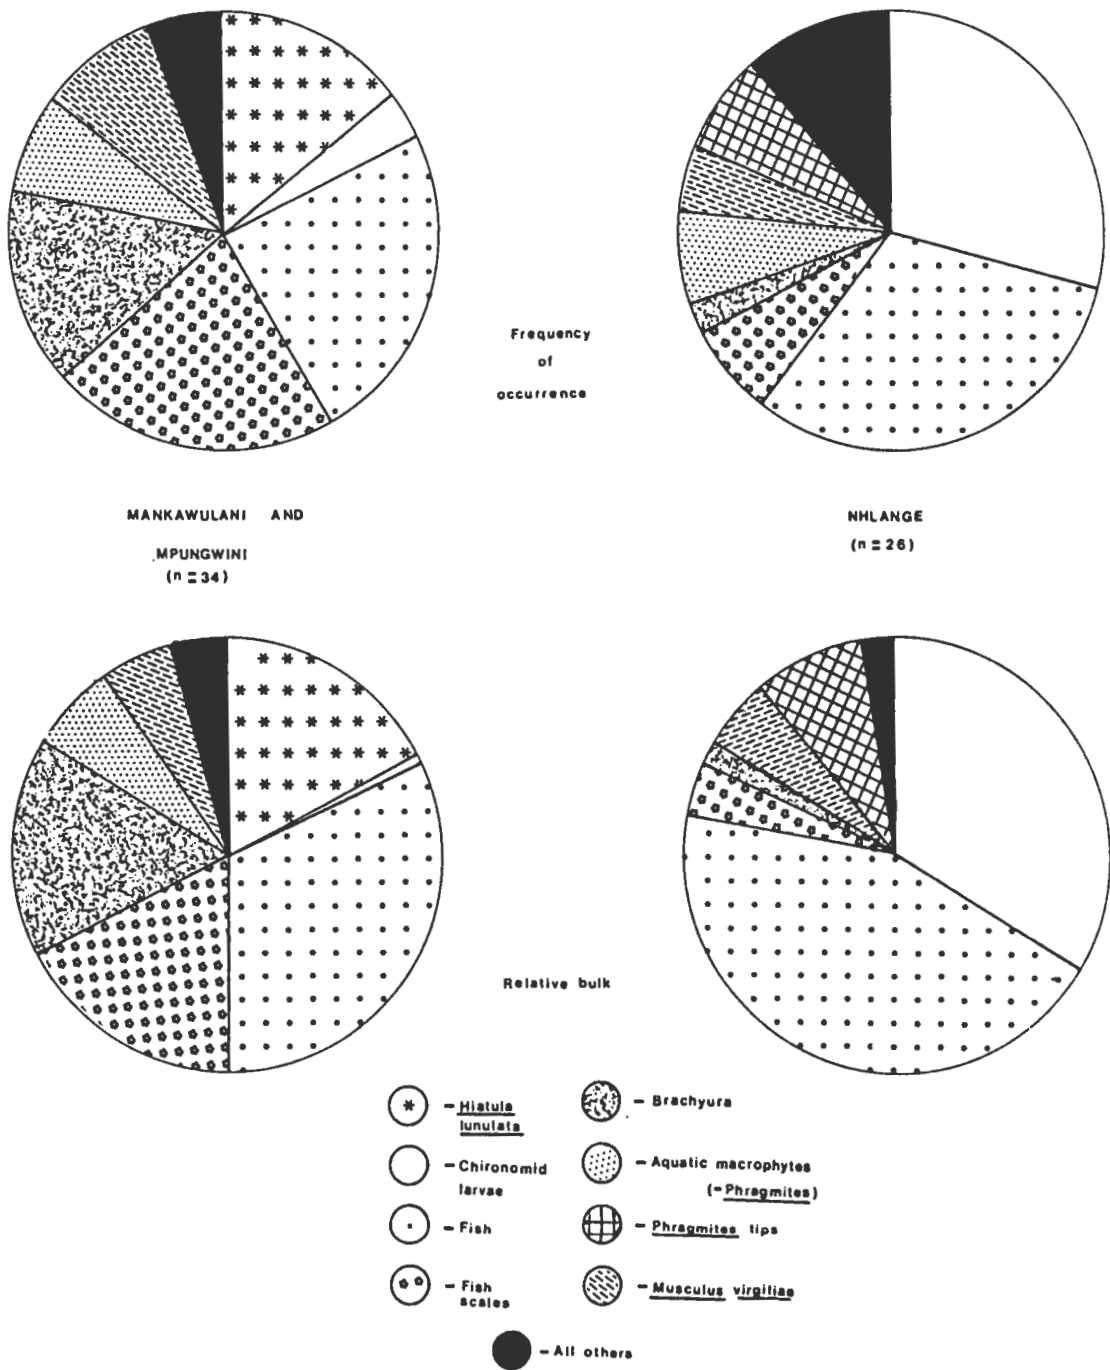 Frequency
of
occurrence
MANKAWULANI AND
MPUNGWINI
(n = 34)
NHLANGE
(n = 26)
Relative bulk
* - Hiatula
lunulata
- Chironomid
larvae
- Fish
- Fish
scales
- Brachyura
- Aquatic macrophytes
(-Phragmites)
- Phragmites tips
- Musculus virgiliae
- All others